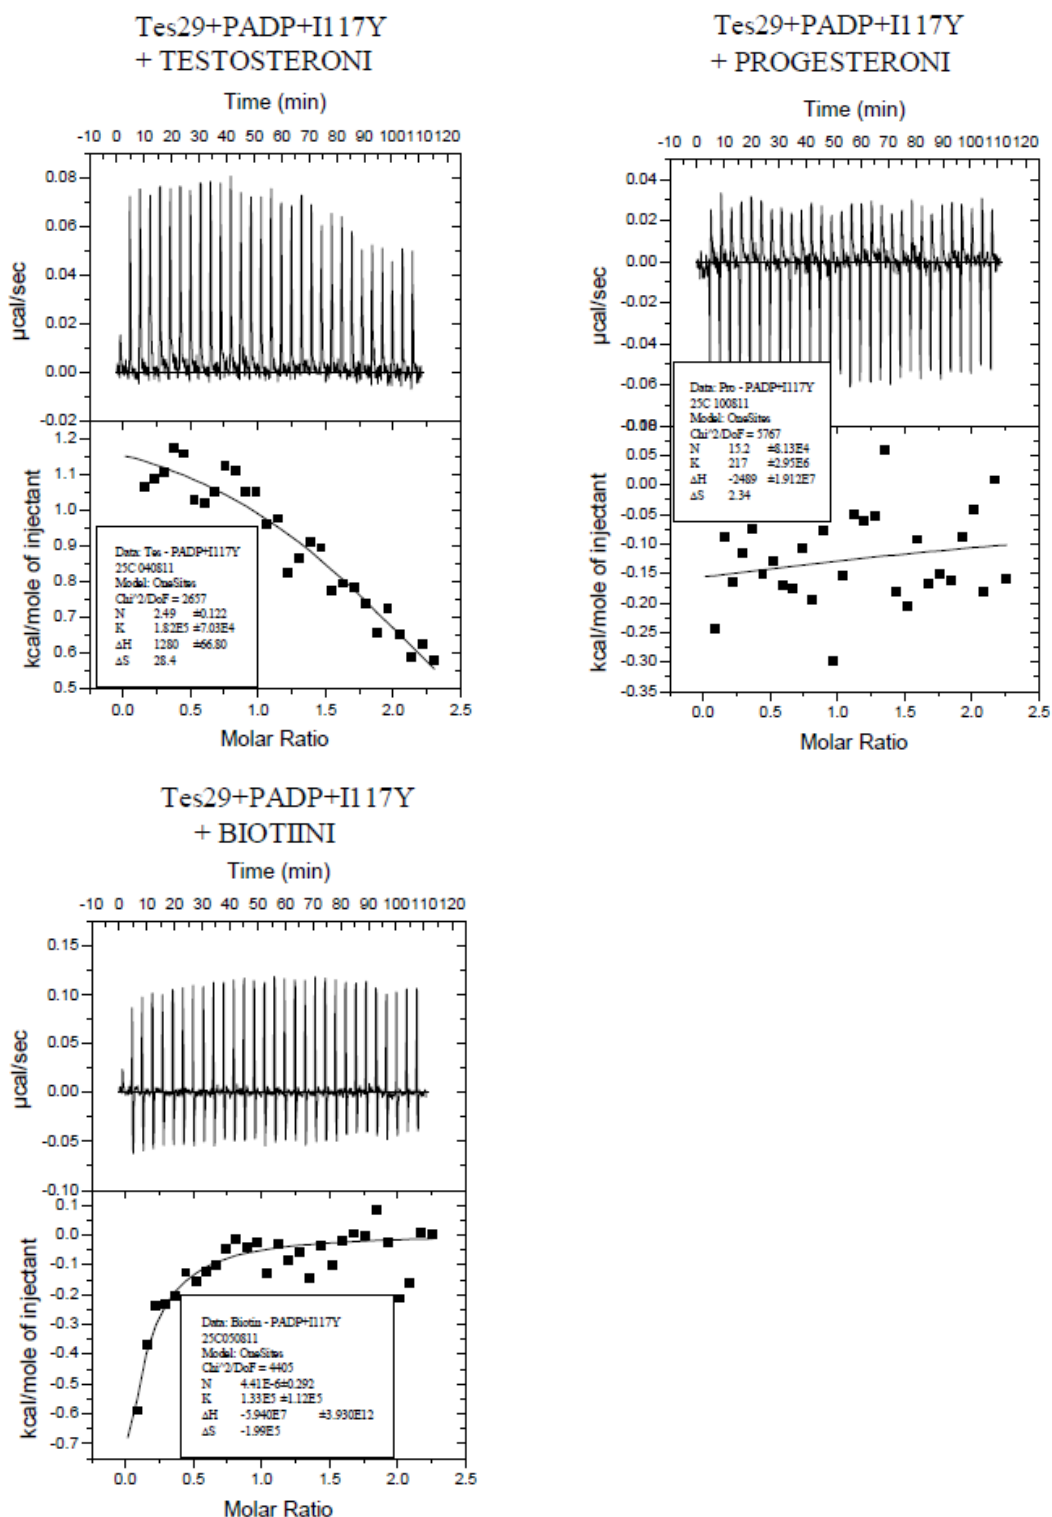 Tes29+PADP+I117Y
+ TESTOSTERONI
Time (min)
-10 0 10 20 30 40 50 60 70 80 90 100 110 120
0.08
0.06
0.04
0.02
0.00
-0.02
µcal/sec
1.2
1.1
1.0
0.9
0.8
0.7
0.6
0.5
kcal/mole of injectant
Data: Tes - PADP+I117Y
25C 040811
Model: OneSites
Chi^2/DoF = 2657
N 2.49 ±0.122
K 1.82E5 ±7.03E4
ΔH 1280 ±66.80
ΔS 28.4
0.0 0.5 1.0 1.5 2.0 2.5
Molar Ratio
Tes29+PADP+I117Y
+ PROGESTERONI
Time (min)
-10 0 10 20 30 40 50 60 70 80 90 100 110 120
0.04
0.02
0.00
-0.02
-0.04
-0.06
-0.08
µcal/sec
0.05
0.00
-0.05
-0.10
-0.15
-0.20
-0.25
-0.30
-0.35
kcal/mole of injectant
Data: Pro - PADP+I117Y
25C 100811
Model: OneSites
Chi^2/DoF = 5767
N 15.2 ±8.13E4
K 217 ±2.95E6
ΔH -2489 ±1.912E7
ΔS 2.34
0.0 0.5 1.0 1.5 2.0 2.5
Molar Ratio
Tes29+PADP+I117Y
+ BIOTIINI
Time (min)
-10 0 10 20 30 40 50 60 70 80 90 100 110 120
0.15
0.10
0.05
0.00
-0.05
-0.10
µcal/sec
0.1
0.0
-0.1
-0.2
-0.3
-0.4
-0.5
-0.6
-0.7
kcal/mole of injectant
Data: Biotin - PADP+I117Y
25C050811
Model: OneSites
Chi^2/DoF = 4405
N 4.41E-6±0.292
K 1.33E5 ±1.12E5
ΔH -5.940E7 ±3.930E12
ΔS -1.99E5
0.0 0.5 1.0 1.5 2.0 2.5
Molar Ratio